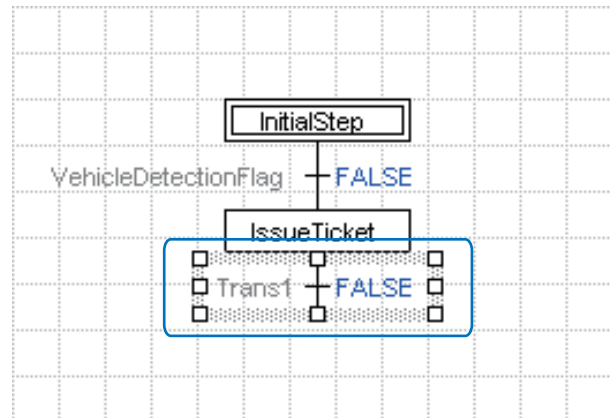 InitialStep
VehicleDetectionFlag FALSE
IssueTicket
Trans1 FALSE